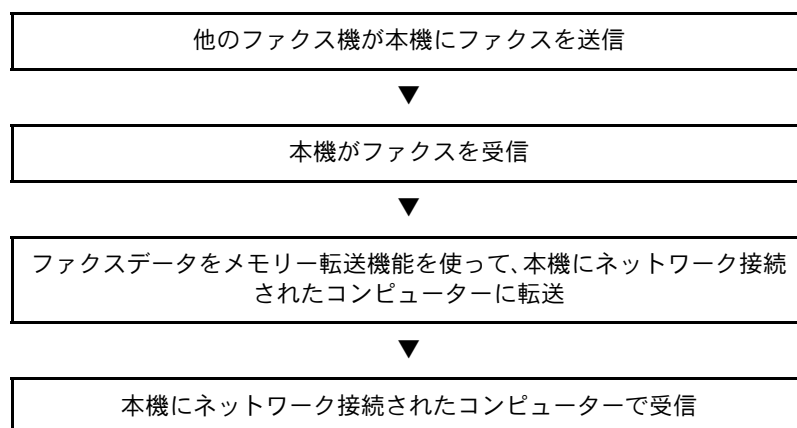 他のファクス機が本機にファクスを送信
▼
本機がファクスを受信
▼
ファクスデータをメモリー転送機能を使って、本機にネットワーク接続
されたコンピューターに転送
▼
本機にネットワーク接続されたコンピューターで受信